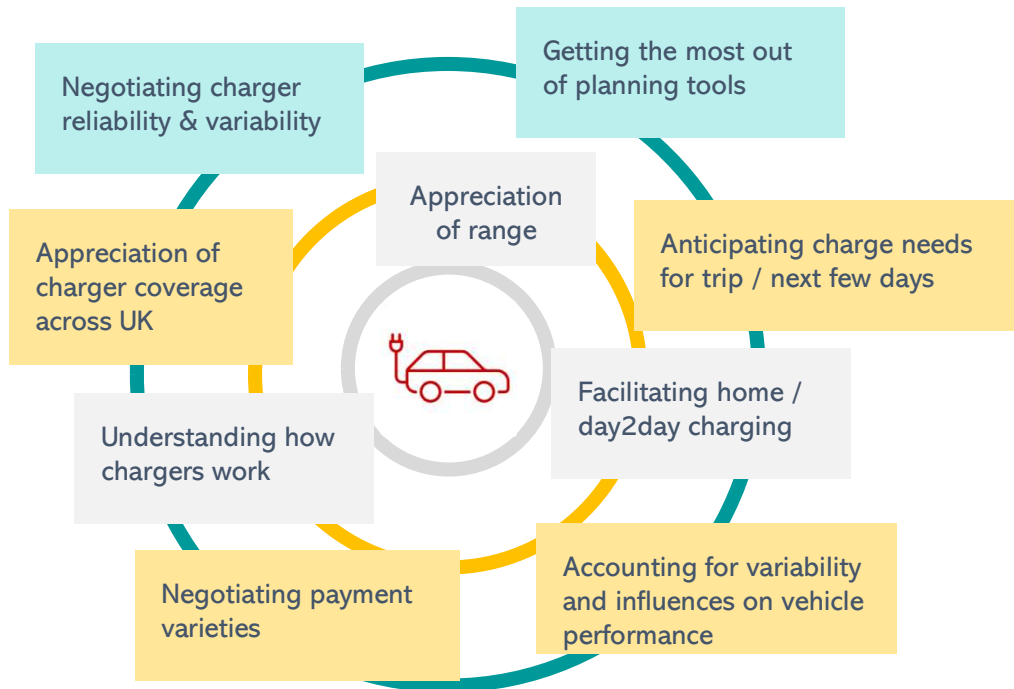 Negotiating charger
reliability & variability
Getting the most out
of planning tools
Appreciation
of range
Appreciation of
charger coverage
across UK
Anticipating charge needs
for trip / next few days
Understanding how
chargers work
Facilitating home /
day2day charging
Negotiating payment
varieties
Accounting for variability
and influences on vehicle
performance